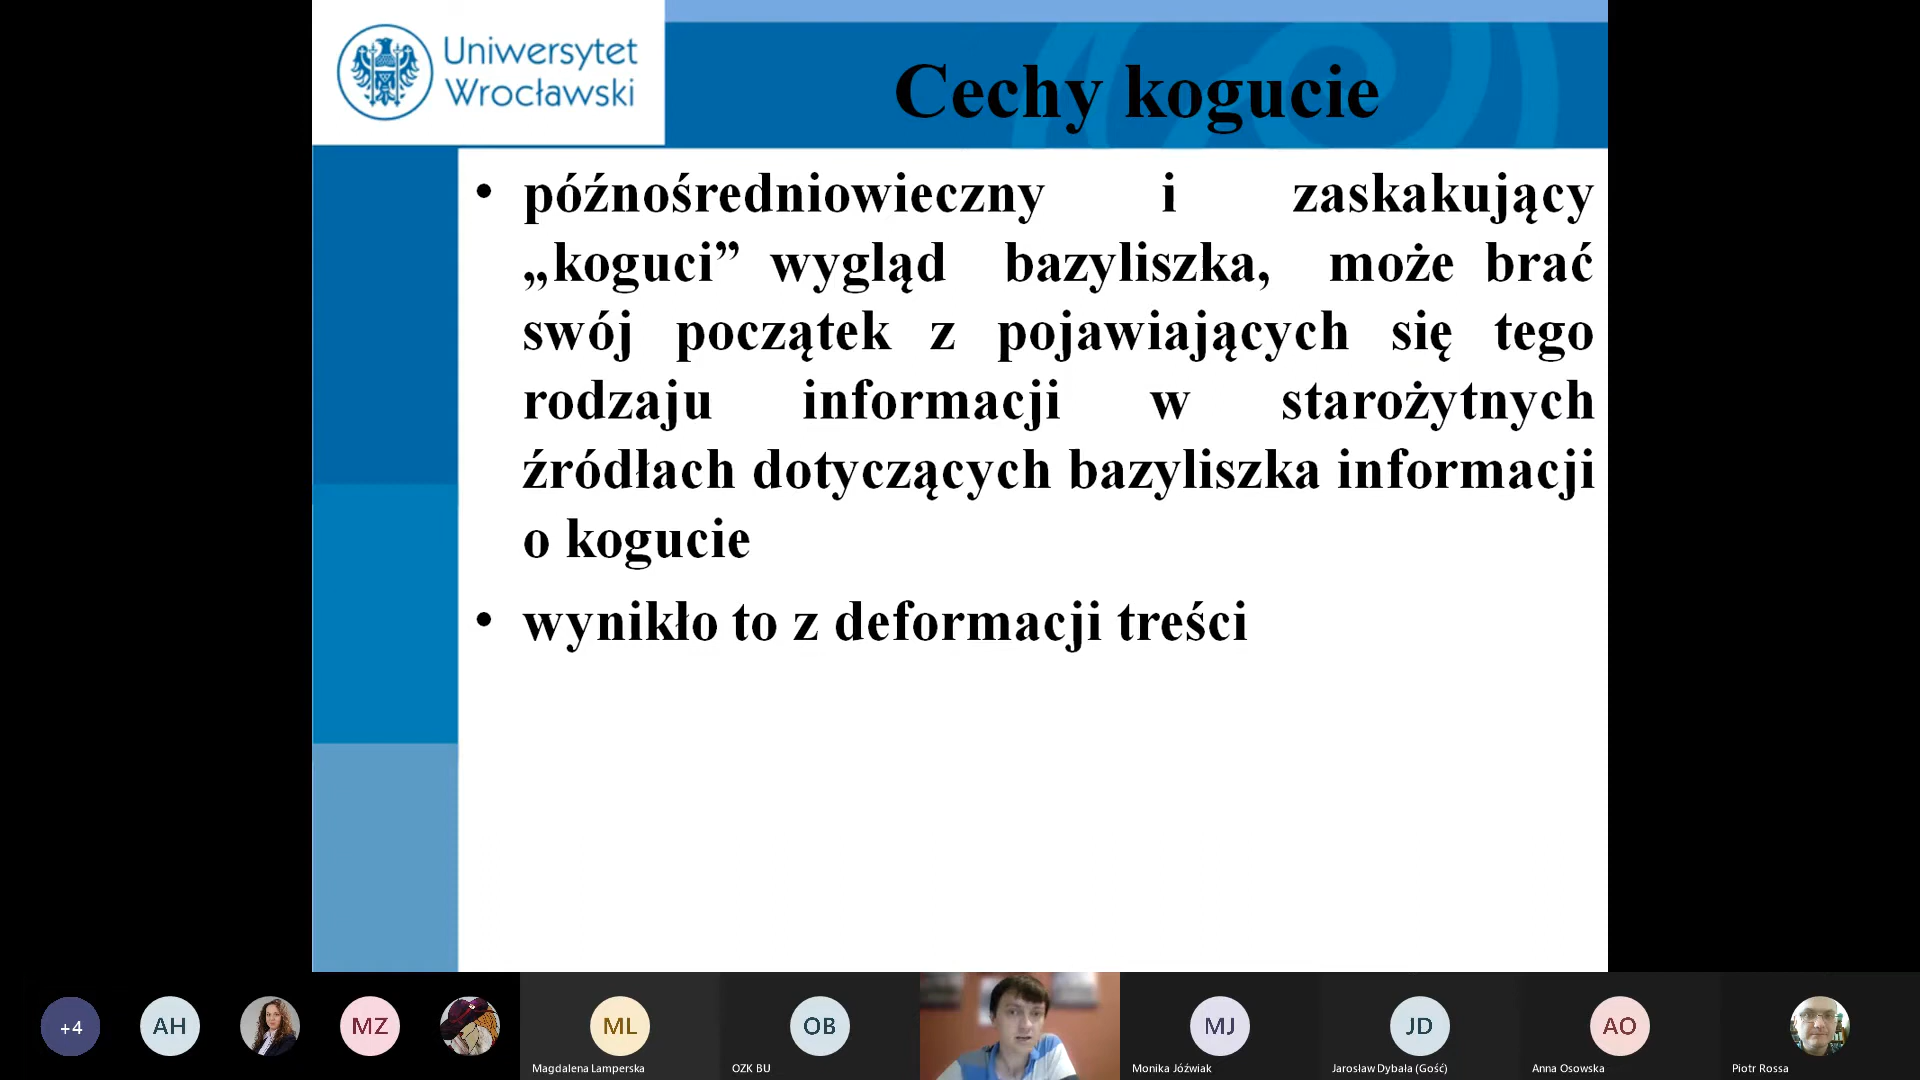 Uniwersytet
Wrocławski
Cechy kogucie
• późnośredniowieczny i zaskakujący
„koguci” wygląd bazyliszka, może brać
swój początek z pojawiających się tego
rodzaju informacji w starożytnych
źródłach dotyczących bazyliszka informacji
o kogucie
• wynikło to z deformacji treści
+4
AH
MZ
ML
OB
MJ
JD
AO
Magdalena Lamperska
OZK BU
Monika Jóźwiak
Jarosław Dybała (Gość)
Anna Osowska
Piotr Rossa